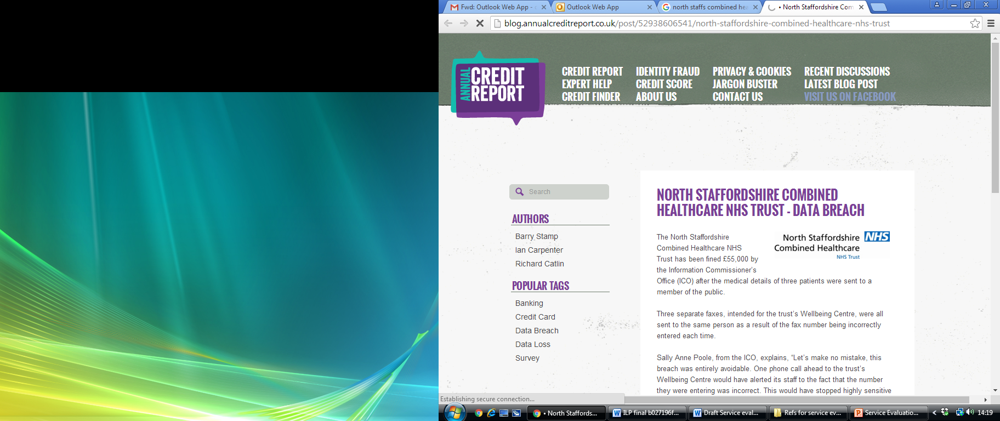 Fwd: Outlook Web App -
Outlook Web App
north staffs combined hea
• North Staffordshire Com
blog.annualcreditreport.co.uk/post/52938606541/north-staffordshire-combined-healthcare-nhs-trust
ANNUAL
CREDIT
REPORT
CREDIT REPORT
EXPERT HELP
CREDIT FINDER
IDENTITY FRAUD
CREDIT SCORE
ABOUT US
PRIVACY & COOKIES
JARGON BUSTER
CONTACT US
RECENT DISCUSSIONS
LATEST BLOG POST
VISIT US ON FACEBOOK
Search
AUTHORS
Barry Stamp
Ian Carpenter
Richard Catlin
POPULAR TAGS
Banking
Credit Card
Data Breach
Data Loss
Survey
NORTH STAFFORDSHIRE COMBINED
HEALTHCARE NHS TRUST - DATA BREACH
North Staffordshire NHS
Combined Healthcare
NHS Trust
The North Staffordshire
Combined Healthcare NHS
Trust has been fined £55,000 by
the Information Commissioner's
Office (ICO) after the medical details of three patients were sent to a
member of the public.
Three separate faxes, intended for the trust's Wellbeing Centre, were all
sent to the same person as a result of the fax number being incorrectly
entered each time.
Sally Anne Poole, from the ICO, explains, “Let's make no mistake, this
breach was entirely avoidable. One phone call ahead to the trust's
Wellbeing Centre would have alerted its staff to the fact that the number
they were entering was incorrect. This would have stopped highly sensitive
Establishing secure connection...
• North Staffords...
ILP final b027196f...
Draft Service eval...
Refs for service ev...
Service Evaluatio...
14:19